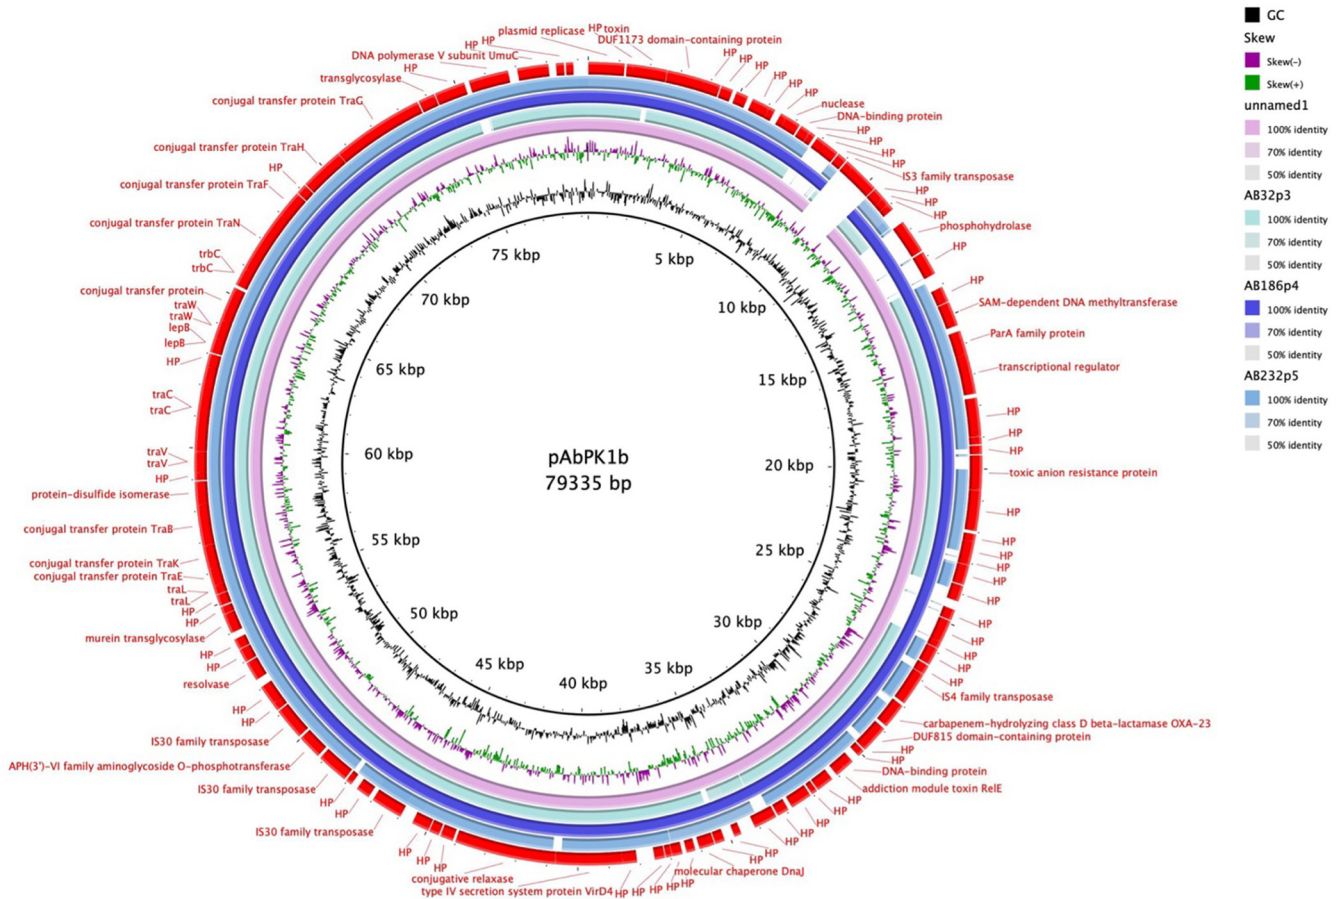 plasmid replicase
HP
toxin
DUF1173 domain-containing protein
HP
HP
HP
HP
HP
HP
nuclease
DNA-binding protein
HP
HP
HP
HP
IS3 family transposase
HP
HP
HP
phosphohydrolase
HP
HP
SAM-dependent DNA methyltransferase
ParA family protein
transcriptional regulator
HP
HP
HP
toxic anion resistance protein
HP
HP
HP
HP
HP
HP
HP
HP
HP
HP
HP
IS4 family transposase
carbapenem-hydrolyzing class D beta-lactamase OXA-23
DUF815 domain-containing protein
HP
HP
DNA-binding protein
addiction module toxin RelE
HP
HP
HP
HP
HP
HP
molecular chaperone DnaJ
HP
HP
HP
HP
HP
type IV secretion system protein VirD4
conjugative relaxase
HP
HP
HP
IS30 family transposase
HP
HP
IS30 family transposase
APH(3')-VI family aminoglycoside O-phosphotransferase
IS30 family transposase
HP
HP
resolvase
HP
HP
murein transglycosylase
HP
HP
traL
traL
conjugal transfer protein TraE
conjugal transfer protein TraK
conjugal transfer protein TraB
protein-disulfide isomerase
HP
traV
traV
traC
traC
HP
lepB
lepB
traW
traW
conjugal transfer protein
trbC
trbC
conjugal transfer protein TraN
conjugal transfer protein TraF
HP
conjugal transfer protein TraH
conjugal transfer protein TraG
transglycosylase
HP
DNA polymerase V subunit UmuC
HP
HP
5 kbp
10 kbp
15 kbp
20 kbp
25 kbp
30 kbp
35 kbp
40 kbp
45 kbp
50 kbp
55 kbp
60 kbp
65 kbp
70 kbp
75 kbp
pAbPK1b
79335 bp
GC
Skew
Skew(-)
Skew(+)
unnamed1
100% identity
70% identity
50% identity
AB32p3
100% identity
70% identity
50% identity
AB186p4
100% identity
70% identity
50% identity
AB232p5
100% identity
70% identity
50% identity